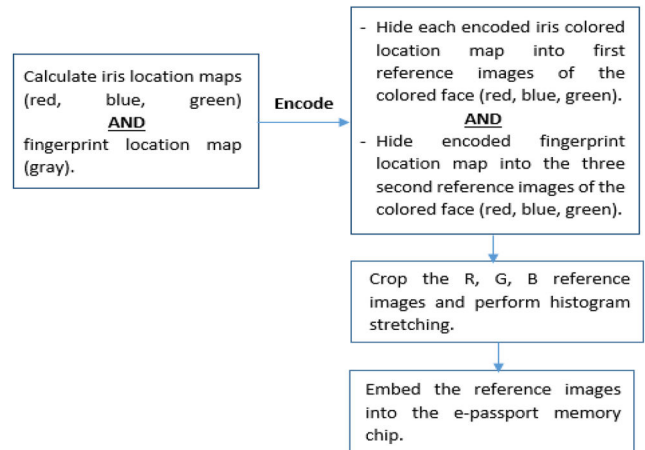 Calculate iris location maps
(red, blue, green)
AND
fingerprint location map
(gray).
Encode
- Hide each encoded iris colored
location map into first
reference images of the
colored face (red, blue, green).
AND
- Hide encoded fingerprint
location map into the three
second reference images of the
colored face (red, blue, green).
Crop the R, G, B reference
images and perform histogram
stretching.
Embed the reference images
into the e-passport memory
chip.